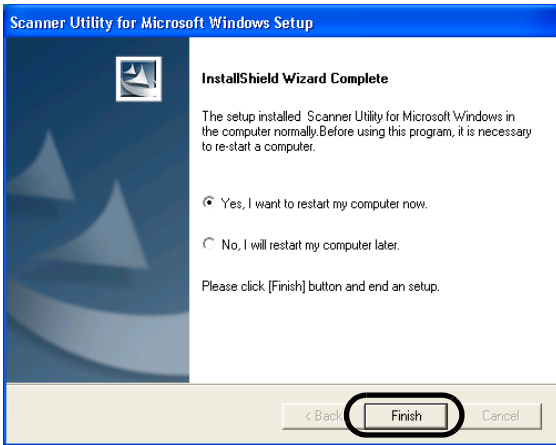 Scanner Utility for Microsoft Windows Setup
InstallShield Wizard Complete
The setup installed Scanner Utility for Microsoft Windows in
the computer normally.Before using this program, it is necessary
to re-start a computer.
Yes, I want to restart my computer now.
No, I will restart my computer later.
Please click [Finish] button and end an setup.
< Back
Finish
Cancel